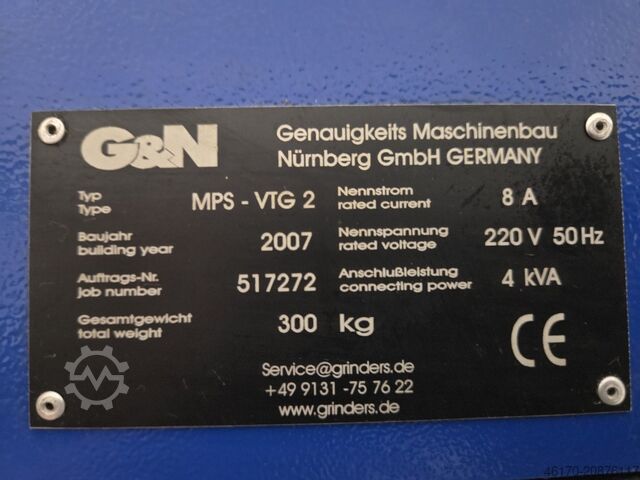 G&N
Genauigkeits Maschinenbau
Nürnberg GmbH GERMANY
Typ
Type
MPS - VTG 2
Nennstrom
rated current
8 A
Baujahr
building year
2007
Nennspannung
rated voltage
220 V 50 Hz
Auftrags-Nr.
job number
517272
Anschlußleistung
connecting power
4 kVA
Gesamtgewicht
total weight
300 kg
CE
Service@grinders.de
+49 9131 -75 76 22
www.grinders.de
46170-20876117